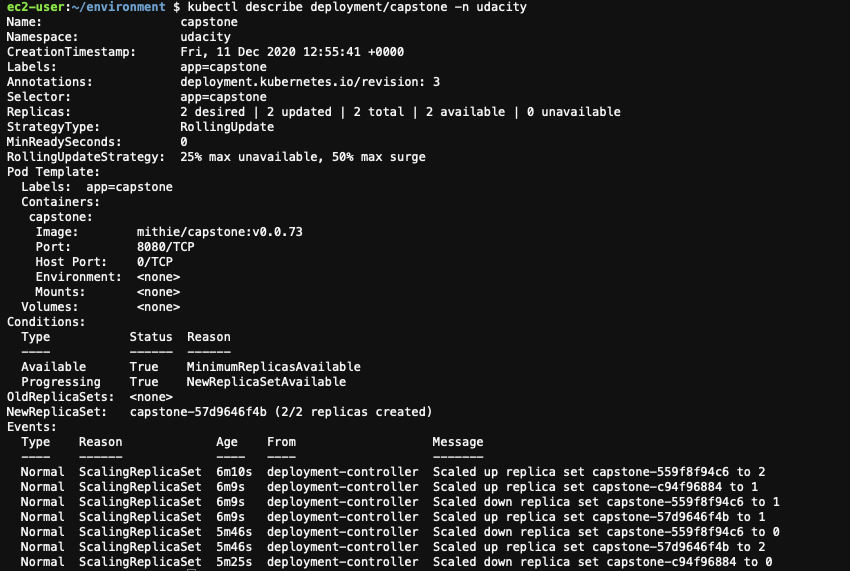 ec2-user:~/environment $ kubectl describe deployment/capstone -n udacity
Name:                   capstone
Namespace:              udacity
CreationTimestamp:      Fri, 11 Dec 2020 12:55:41 +0000
Labels:                 app=capstone
Annotations:            deployment.kubernetes.io/revision: 3
Selector:               app=capstone
Replicas:               2 desired | 2 updated | 2 total | 2 available | 0 unavailable
StrategyType:           RollingUpdate
MinReadySeconds:        0
RollingUpdateStrategy:  25% max unavailable, 50% max surge
Pod Template:
  Labels:  app=capstone
  Containers:
   capstone:
    Image:        mithie/capstone:v0.0.73
    Port:         8080/TCP
    Host Port:    0/TCP
    Environment:  <none>
    Mounts:       <none>
  Volumes:        <none>
Conditions:
  Type           Status  Reason
  ----           ------  ------
  Available      True    MinimumReplicasAvailable
  Progressing    True    NewReplicaSetAvailable
OldReplicaSets:  <none>
NewReplicaSet:   capstone-57d9646f4b (2/2 replicas created)
Events:
  Type    Reason             Age    From                   Message
  ----    ------             ----   ----                   -------
  Normal  ScalingReplicaSet  6m10s  deployment-controller  Scaled up replica set capstone-559f8f94c6 to 2
  Normal  ScalingReplicaSet  6m9s   deployment-controller  Scaled up replica set capstone-c94f96884 to 1
  Normal  ScalingReplicaSet  6m9s   deployment-controller  Scaled down replica set capstone-559f8f94c6 to 1
  Normal  ScalingReplicaSet  6m9s   deployment-controller  Scaled up replica set capstone-57d9646f4b to 1
  Normal  ScalingReplicaSet  5m46s  deployment-controller  Scaled down replica set capstone-559f8f94c6 to 0
  Normal  ScalingReplicaSet  5m46s  deployment-controller  Scaled up replica set capstone-57d9646f4b to 2
  Normal  ScalingReplicaSet  5m25s  deployment-controller  Scaled down replica set capstone-c94f96884 to 0